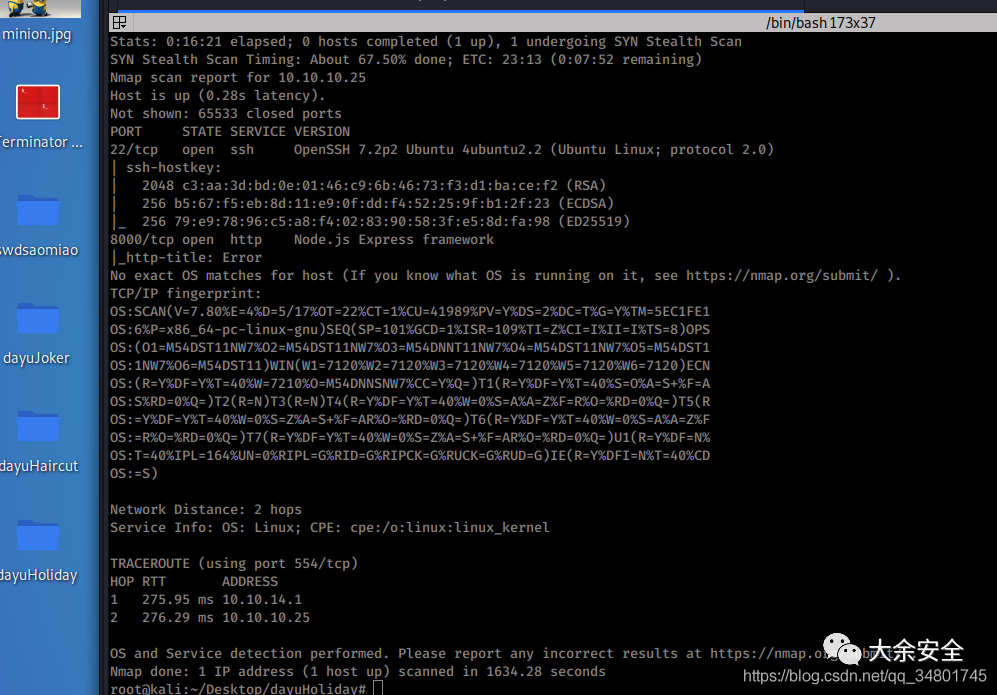 /bin/bash 173x37
minion.jpg
Terminator ...
swdsaomiao
dayuJoker
dayuHaircut
dayuHoliday
Stats: 0:16:21 elapsed; 0 hosts completed (1 up), 1 undergoing SYN Stealth Scan
SYN Stealth Scan Timing: About 67.50% done; ETC: 23:13 (0:07:52 remaining)
Nmap scan report for 10.10.10.25
Host is up (0.28s latency).
Not shown: 65533 closed ports
PORT     STATE SERVICE VERSION
22/tcp   open  ssh     OpenSSH 7.2p2 Ubuntu 4ubuntu2.2 (Ubuntu Linux; protocol 2.0)
| ssh-hostkey:
|   2048 c3:aa:3d:bd:0e:01:46:c9:6b:46:73:f3:d1:ba:ce:f2 (RSA)
|   256 b5:67:f5:eb:8d:11:e9:0f:dd:f4:52:25:9f:b1:2f:23 (ECDSA)
|_  256 79:e9:78:96:c5:a8:f4:02:83:90:58:3f:e5:8d:fa:98 (ED25519)
8000/tcp open  http    Node.js Express framework
|_http-title: Error
No exact OS matches for host (If you know what OS is running on it, see https://nmap.org/submit/ ).
TCP/IP fingerprint:
OS:SCAN(V=7.80%E=4%D=5/17%OT=22%CT=1%CU=41989%PV=Y%DS=2%DC=T%G=Y%TM=5EC1FE1
OS:6%P=x86_64-pc-linux-gnu)SEQ(SP=101%GCD=1%ISR=109%TI=Z%CI=I%II=I%TS=8)OPS
OS:(O1=M54DST11NW7%O2=M54DST11NW7%O3=M54DNNT11NW7%O4=M54DST11NW7%O5=M54DST1
OS:1NW7%O6=M54DST11)WIN(W1=7120%W2=7120%W3=7120%W4=7120%W5=7120%W6=7120)ECN
OS:(R=Y%DF=Y%T=40%W=7210%O=M54DNNSNW7%CC=Y%Q=)T1(R=Y%DF=Y%T=40%S=O%A=S+%F=A
OS:S%RD=0%Q=)T2(R=N)T3(R=N)T4(R=Y%DF=Y%T=40%W=0%S=A%A=Z%F=R%O=%RD=0%Q=)T5(R
OS:=Y%DF=Y%T=40%W=0%S=Z%A=S+%F=AR%O=%RD=0%Q=)T6(R=Y%DF=Y%T=40%W=0%S=A%A=Z%F
OS:=R%O=%RD=0%Q=)T7(R=Y%DF=Y%T=40%W=0%S=Z%A=S+%F=AR%O=%RD=0%Q=)U1(R=Y%DF=N%
OS:T=40%IPL=164%UN=0%RIPL=G%RID=G%RIPCK=G%RUCK=G%RUD=G)IE(R=Y%DFI=N%T=40%CD
OS:=S)
Network Distance: 2 hops
Service Info: OS: Linux; CPE: cpe:/o:linux:linux_kernel
TRACEROUTE (using port 554/tcp)
HOP RTT       ADDRESS
1   275.95 ms 10.10.14.1
2   276.29 ms 10.10.10.25
OS and Service detection performed. Please report any incorrect results at https://nmap.org/submit/ .
Nmap done: 1 IP address (1 host up) scanned in 1634.28 seconds
root@kali:~/Desktop/dayuHoliday#
大余安全
https://blog.csdn.net/qq_34801745